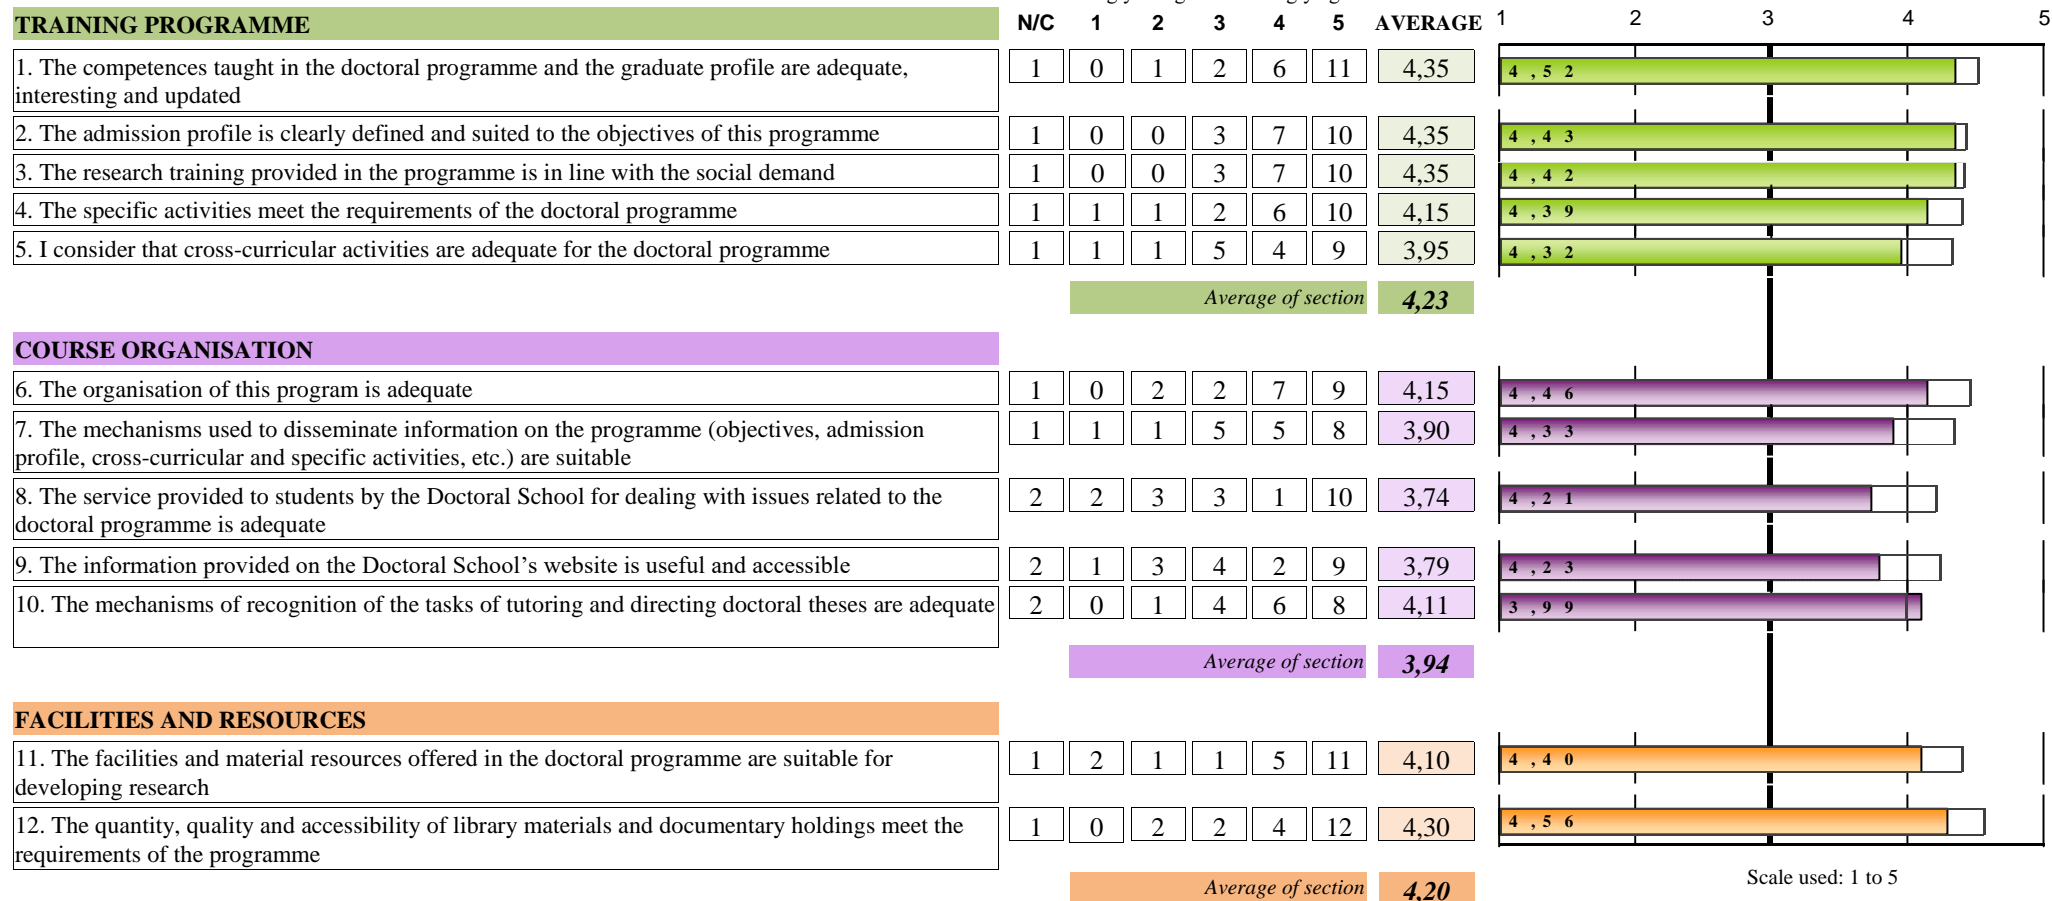 TRAINING PROGRAMME N/C 1 2 3 4 5 AVERAGE 1 2 3 4 5
1. The competences taught in the doctoral programme and the graduate profile are adequate, 1 0 1 2 6 11 4,35 4,52
interesting and updated
2. The admission profile is clearly defined and suited to the objectives of this programme 1 0 0 3 7 10 4,35 4,43
3. The research training provided in the programme is in line with the social demand 1 0 0 3 7 10 4,35 4,42
4. The specific activities meet the requirements of the doctoral programme 1 1 1 2 6 10 4,15 4,39
5. I consider that cross-curricular activities are adequate for the doctoral programme 1 1 1 5 4 9 3,95 4,32
Average of section 4,23
COURSE ORGANISATION
6. The organisation of this program is adequate 1 0 2 2 7 9 4,15 4,46
7. The mechanisms used to disseminate information on the programme (objectives, admission 1 1 1 5 5 8 3,90 4,33
profile, cross-curricular and specific activities, etc.) are suitable
8. The service provided to students by the Doctoral School for dealing with issues related to the 2 2 3 3 1 10 3,74 4,21
doctoral programme is adequate
9. The information provided on the Doctoral School’s website is useful and accessible 2 1 3 4 2 9 3,79 4,23
10. The mechanisms of recognition of the tasks of tutoring and directing doctoral theses are adequate 2 0 1 4 6 8 4,11 3,99
Average of section 3,94
FACILITIES AND RESOURCES
11. The facilities and material resources offered in the doctoral programme are suitable for 1 2 1 1 5 11 4,10 4,40
developing research
12. The quantity, quality and accessibility of library materials and documentary holdings meet the 1 0 2 2 4 12 4,30 4,56
requirements of the programme
Scale used: 1 to 5
Average of section 4,20